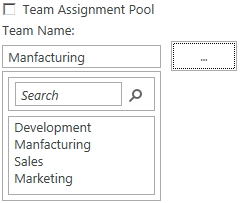 Team Assignment Pool
Team Name:
Manfacturing
...
Search
Development
Manfacturing
Sales
Marketing